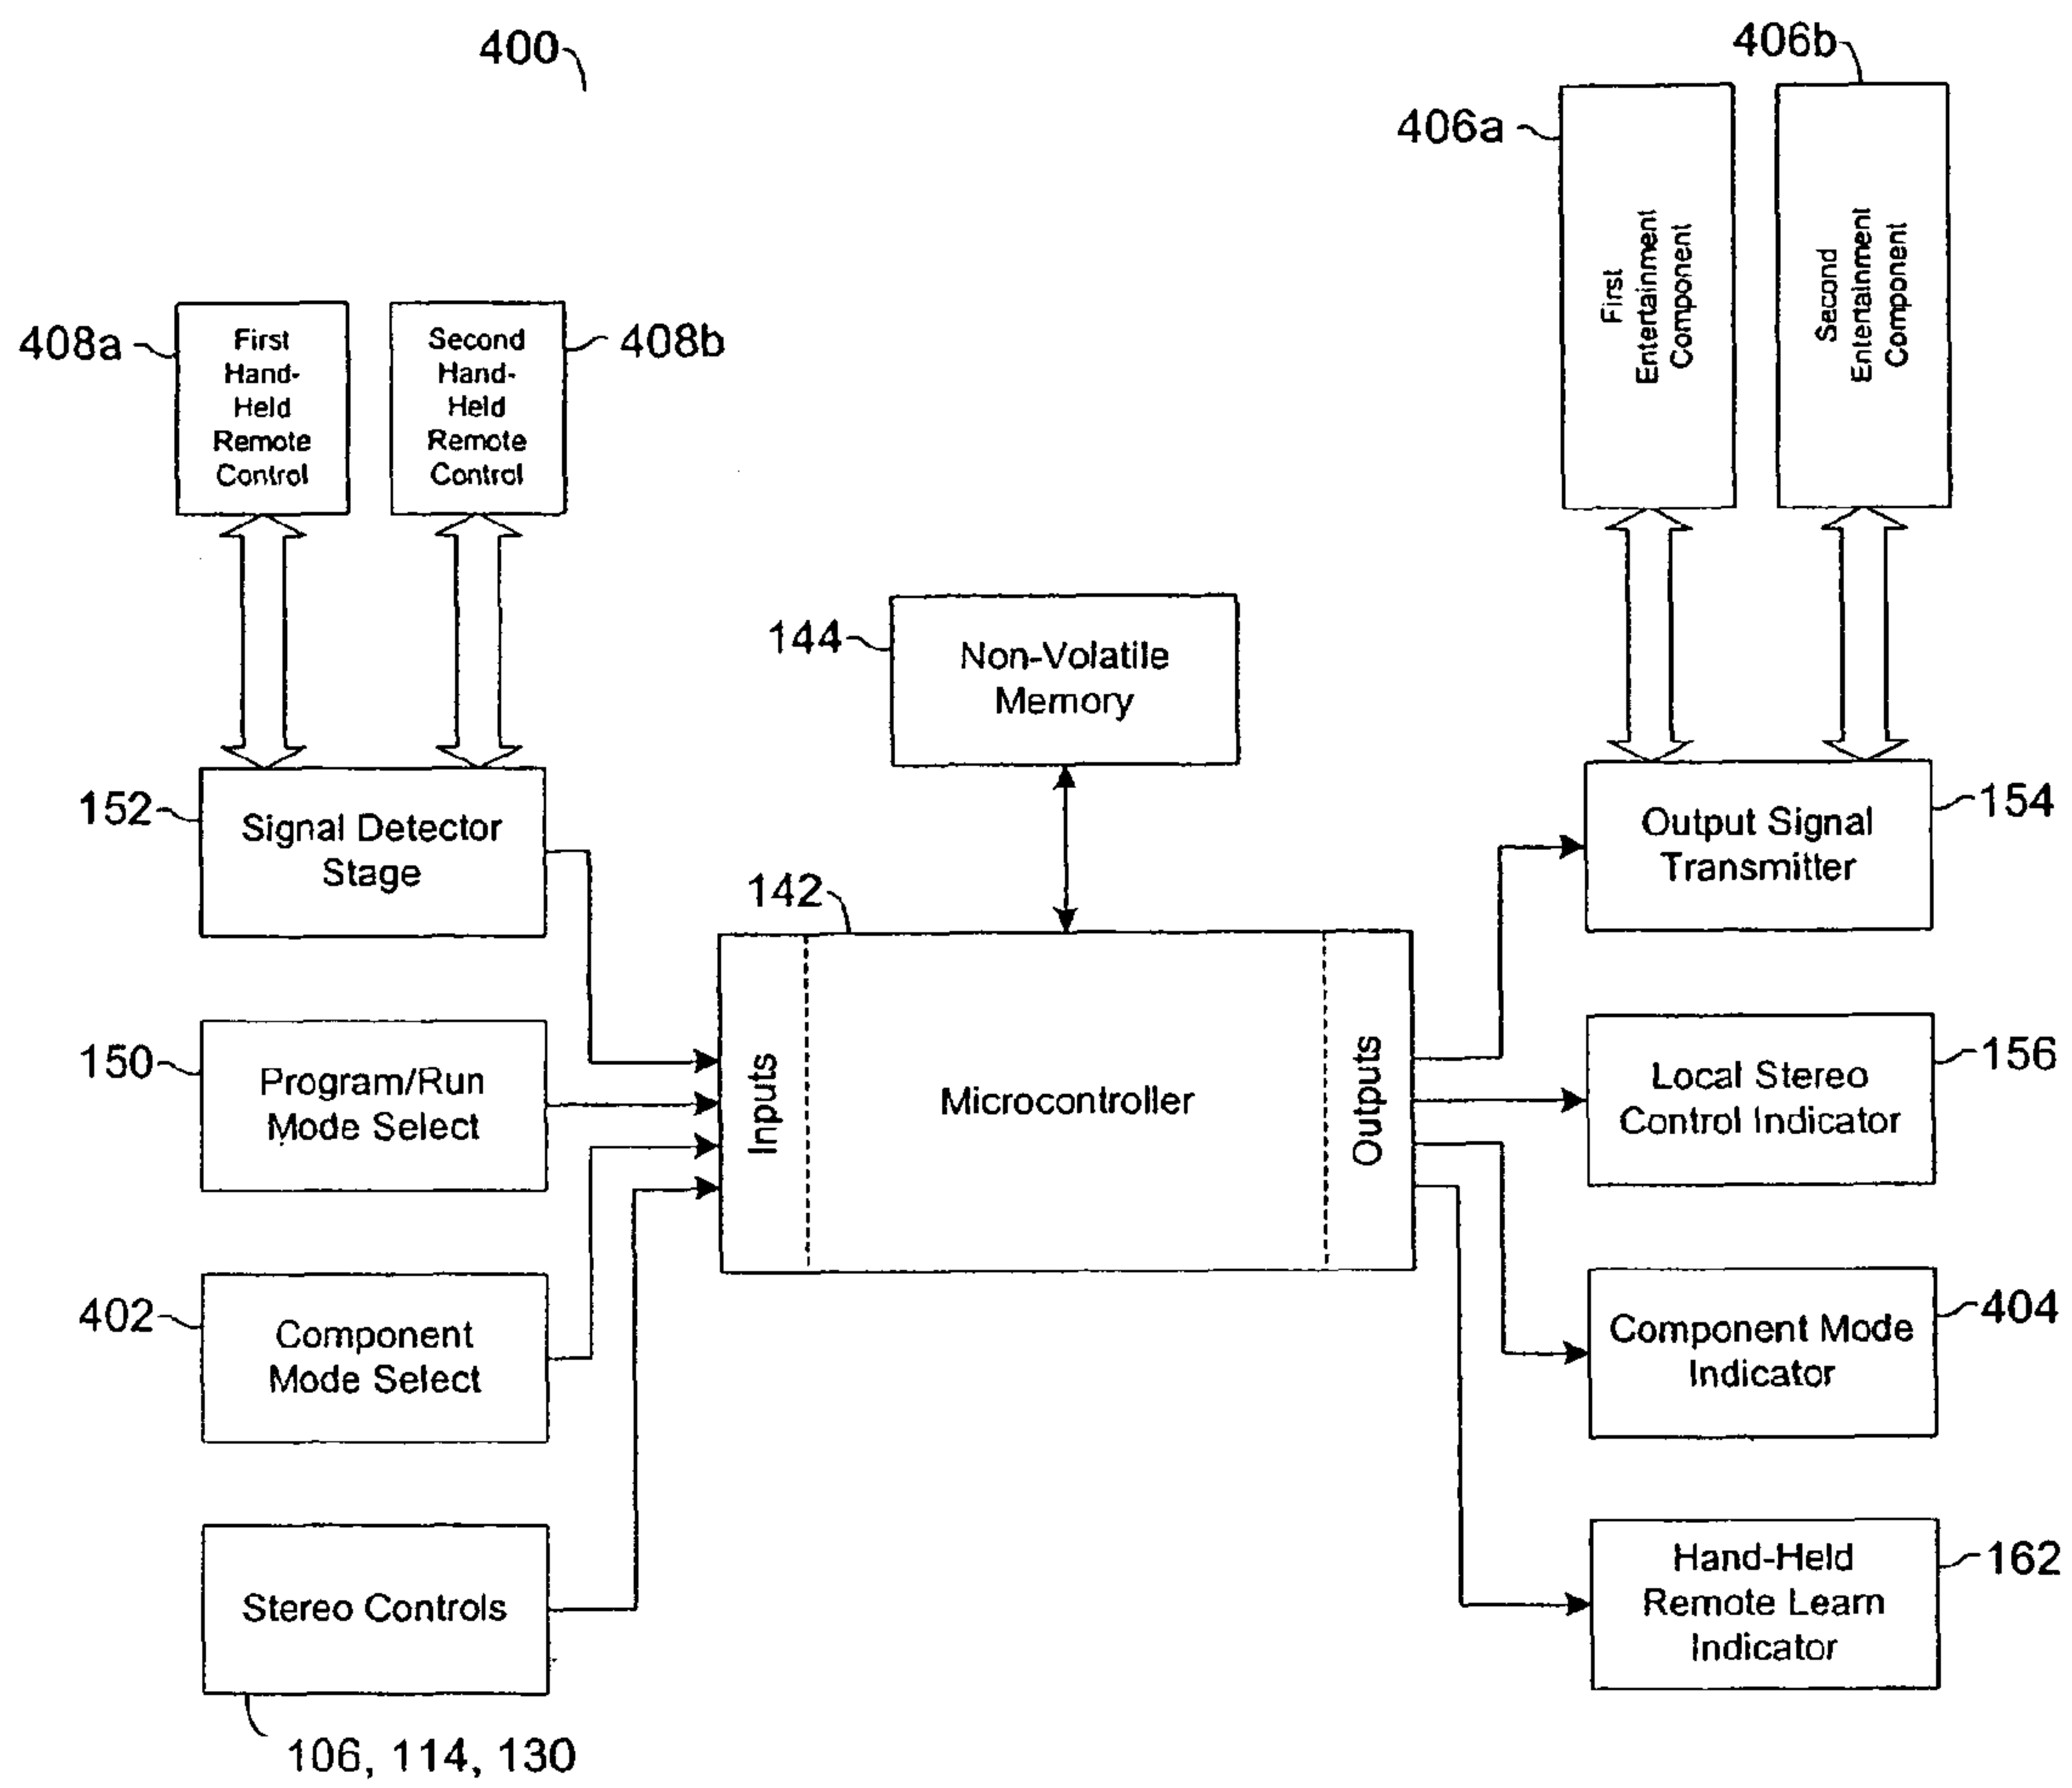 400
406b
406a
First
Entertainment
Component
Second
Entertainment
Component
408a
First
Hand-
Held
Remote
Control
Second
Hand-
Held
Remote
Control
408b
144
Non-Volatile
Memory
152
Signal Detector
Stage
142
Output Signal
Transmitter
154
150
Program/Run
Mode Select
Inputs
Microcontroller
Outputs
Local Stereo
Control Indicator
156
402
Component
Mode Select
Component Mode
Indicator
404
Stereo Controls
106, 114, 130
Hand-Held
Remote Learn
Indicator
162